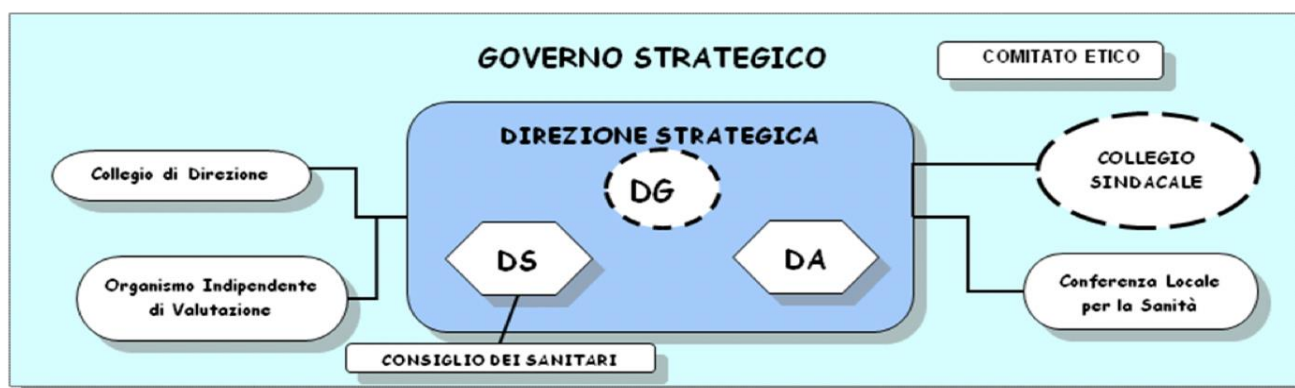 GOVERNO STRATEGICO
COMITATO ETICO
DIREZIONE STRATEGICA
Collegio di Direzione
DG
COLLEGIO
SINDACALE
DS
DA
Organismo Indipendente
di Valutazione
Conferenza Locale
per la Sanità
CONSIGLIO DEI SANITARI